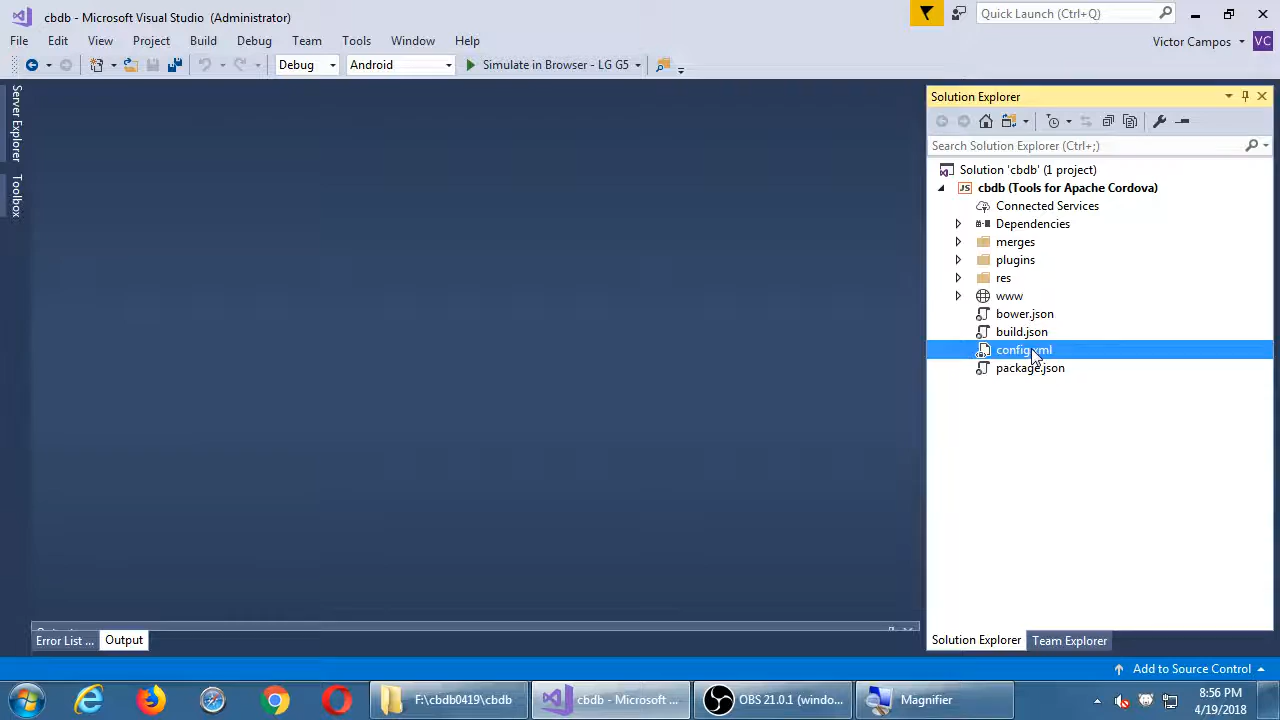 cbdb - Microsoft Visual Studio (Administrator)
Quick Launch (Ctrl+Q)
File Edit View Project Build Debug Team Tools Window Help
Victor Campos VC
Debug Android Simulate in Browser - LG G5
Server Explorer
Toolbox
Solution Explorer
Search Solution Explorer (Ctrl+;)
Solution 'cbdb' (1 project)
JS cbdb (Tools for Apache Cordova)
Connected Services
Dependencies
merges
plugins
res
www
bower.json
build.json
config.xml
package.json
Error List ... Output
Solution Explorer Team Explorer
Add to Source Control
F:\cbdb0419\cbdb
cbdb - Microsoft ...
OBS 21.0.1 (windo...
Magnifier
8:56 PM
4/19/2018